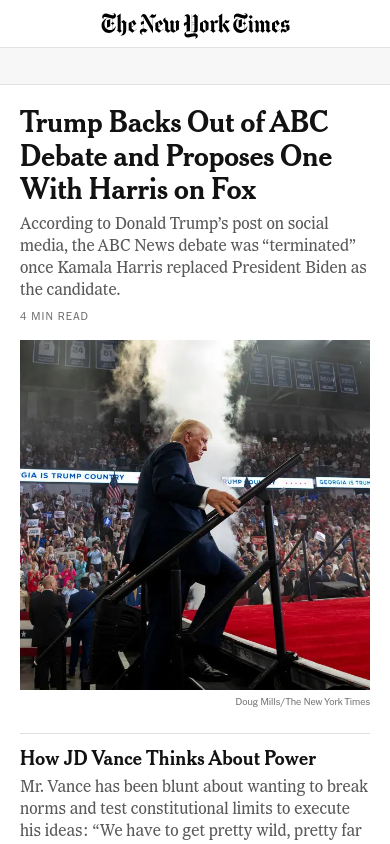 The New York Times
Trump Backs Out of ABC
Debate and Proposes One
With Harris on Fox
According to Donald Trump’s post on social
media, the ABC News debate was “terminated”
once Kamala Harris replaced President Biden as
the candidate.
4 MIN READ
GIA IS TRUMP COUNTRY
GEORGIA IS TRUM
Doug Mills/The New York Times
How JD Vance Thinks About Power
Mr. Vance has been blunt about wanting to break
norms and test constitutional limits to execute
his ideas: “We have to get pretty wild, pretty far